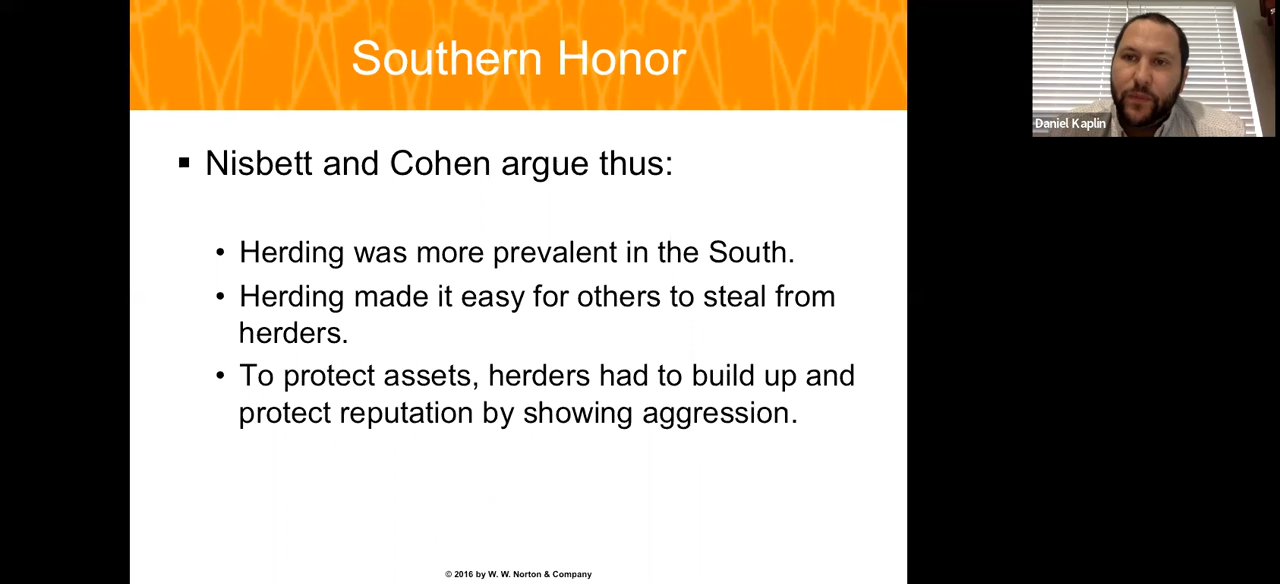 Southern Honor
▪ Nisbett and Cohen argue thus:
• Herding was more prevalent in the South.
• Herding made it easy for others to steal from
herders.
• To protect assets, herders had to build up and
protect reputation by showing aggression.
© 2016 by W. W. Norton & Company
Daniel Kaplin